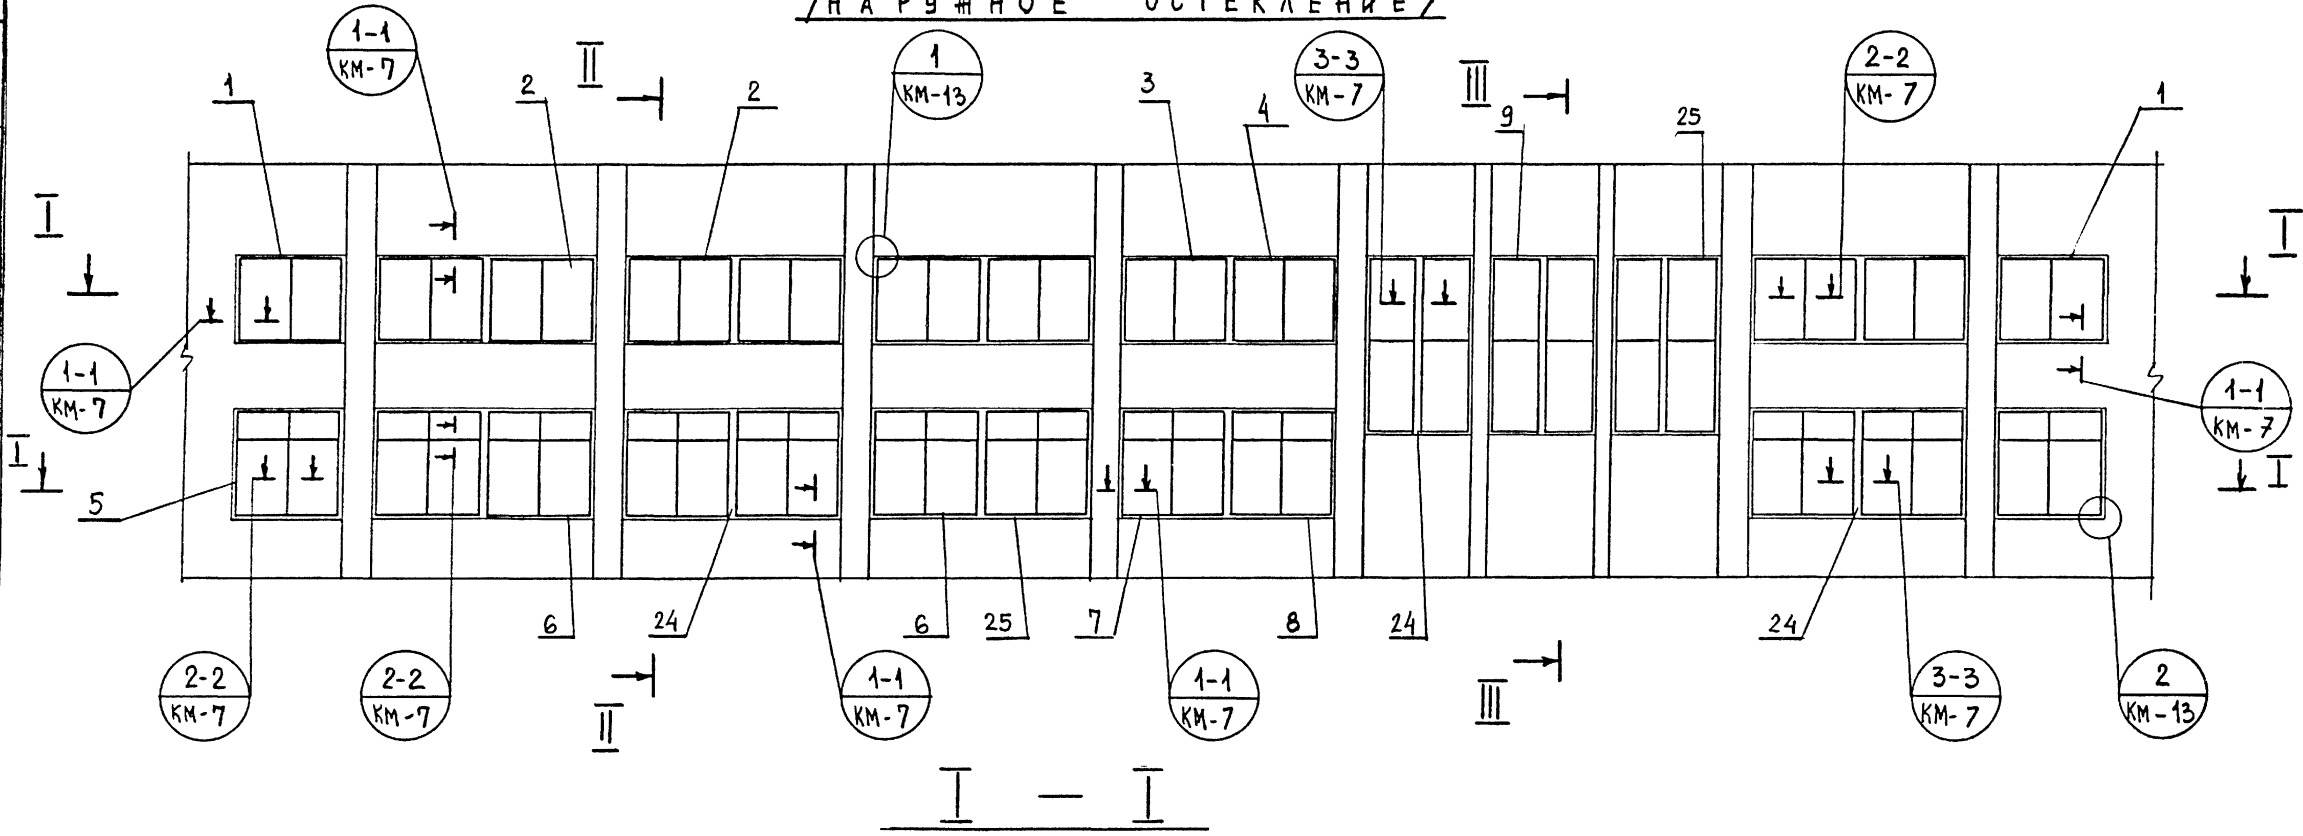 /НАРУЖНОЕ ОСТЕКЛЕНИЕ/
1-1
КМ-7
II
1
КМ-13
3-3
КМ-7
III
2-2
КМ-7
1
2
2
3
4
9
25
1
I
I
1-1
КМ-7
1-1
КМ-7
I
I
5
6
24
6
25
7
8
24
24
2-2
КМ-7
2-2
КМ-7
II
1-1
КМ-7
1-1
КМ-7
III
3-3
КМ-7
2
КМ-13
I — I